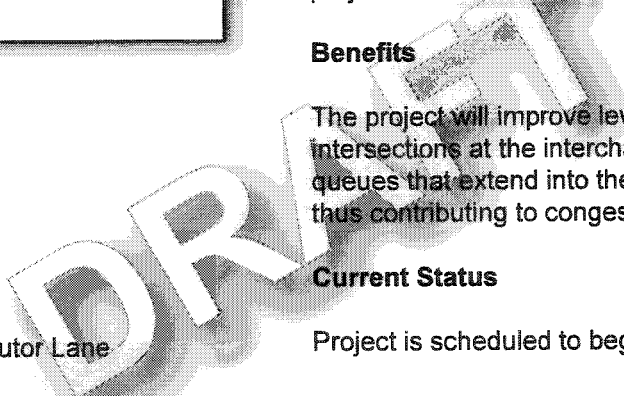 Benefits
The project will improve lev
intersections at the intercha
queues that extend into the
thus contributing to conges
Current Status
utor Lane
Project is scheduled to beg
DRAFT